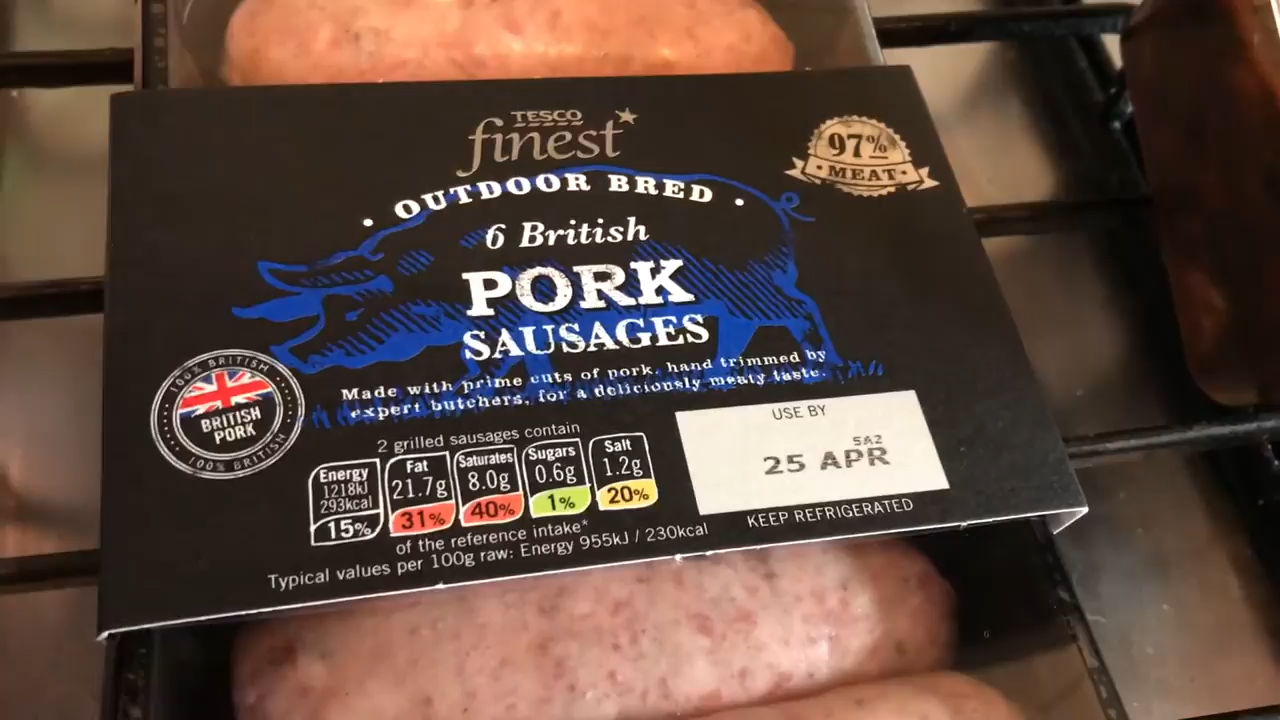 TESCO
finest*
• OUTDOOR BRED •
6 British
PORK
SAUSAGES
Made with prime cuts of pork, hand trimmed by
expert butchers, for a deliciously meaty taste.
97%
• MEAT •
100% BRITISH
BRITISH
PORK
100% BRITISH
2 grilled sausages contain
Energy
1218kJ
293kcal
15%
Fat
21.7g
31%
Saturates
8.0g
40%
Sugars
0.6g
1%
Salt
1.2g
20%
of the reference intake*
Typical values per 100g raw: Energy 955kJ / 230kcal
USE BY
SA2
25 APR
KEEP REFRIGERATED